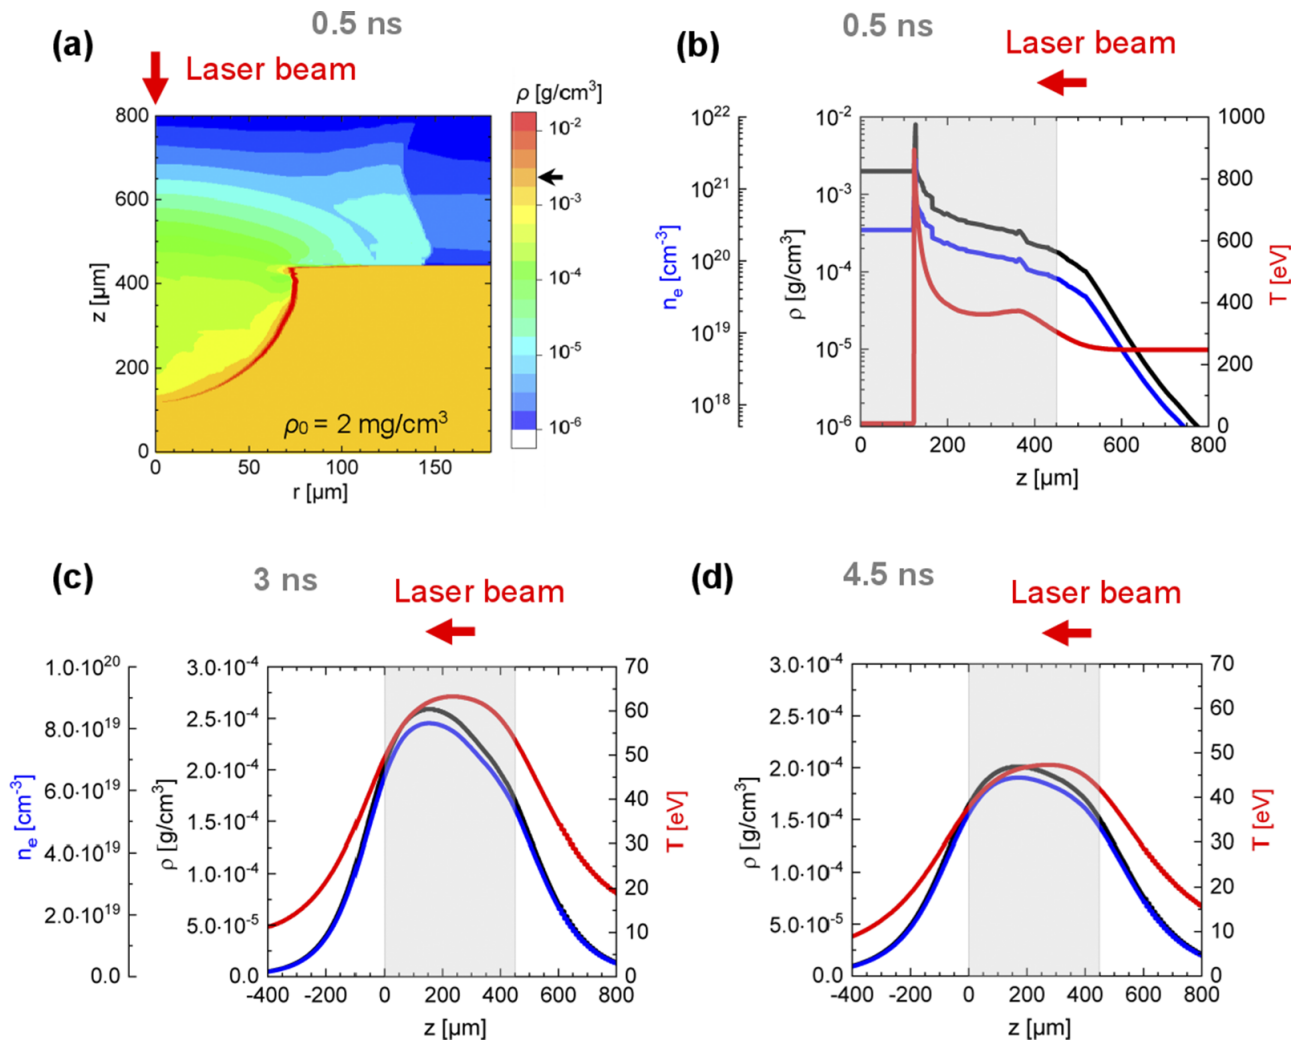 (a)
0.5 ns
Laser beam
ρ [g/cm³]
800
600
400
200
0
z [µm]
0 50 100 150
r [µm]
ρ₀ = 2 mg/cm³
10⁻²
10⁻³
10⁻⁴
10⁻⁵
10⁻⁶
(b)
0.5 ns
Laser beam
10²²
10²¹
10²⁰
10¹⁹
10¹⁸
nₑ [cm⁻³]
10⁻²
10⁻³
10⁻⁴
10⁻⁵
10⁻⁶
ρ [g/cm³]
1000
800
600
400
200
0
T [eV]
0 200 400 600 800
z [µm]
(c)
3 ns
Laser beam
1.0·10²⁰
8.0·10¹⁹
6.0·10¹⁹
4.0·10¹⁹
2.0·10¹⁹
0.0
nₑ [cm⁻³]
3.0·10⁻⁴
2.5·10⁻⁴
2.0·10⁻⁴
1.5·10⁻⁴
1.0·10⁻⁴
5.0·10⁻⁵
0.0
ρ [g/cm³]
70
60
50
40
30
20
10
0
T [eV]
-400 -200 0 200 400 600 800
z [µm]
(d)
4.5 ns
Laser beam
3.0·10⁻⁴
2.5·10⁻⁴
2.0·10⁻⁴
1.5·10⁻⁴
1.0·10⁻⁴
5.0·10⁻⁵
0.0
ρ [g/cm³]
70
60
50
40
30
20
10
0
T [eV]
-400 -200 0 200 400 600 800
z [µm]